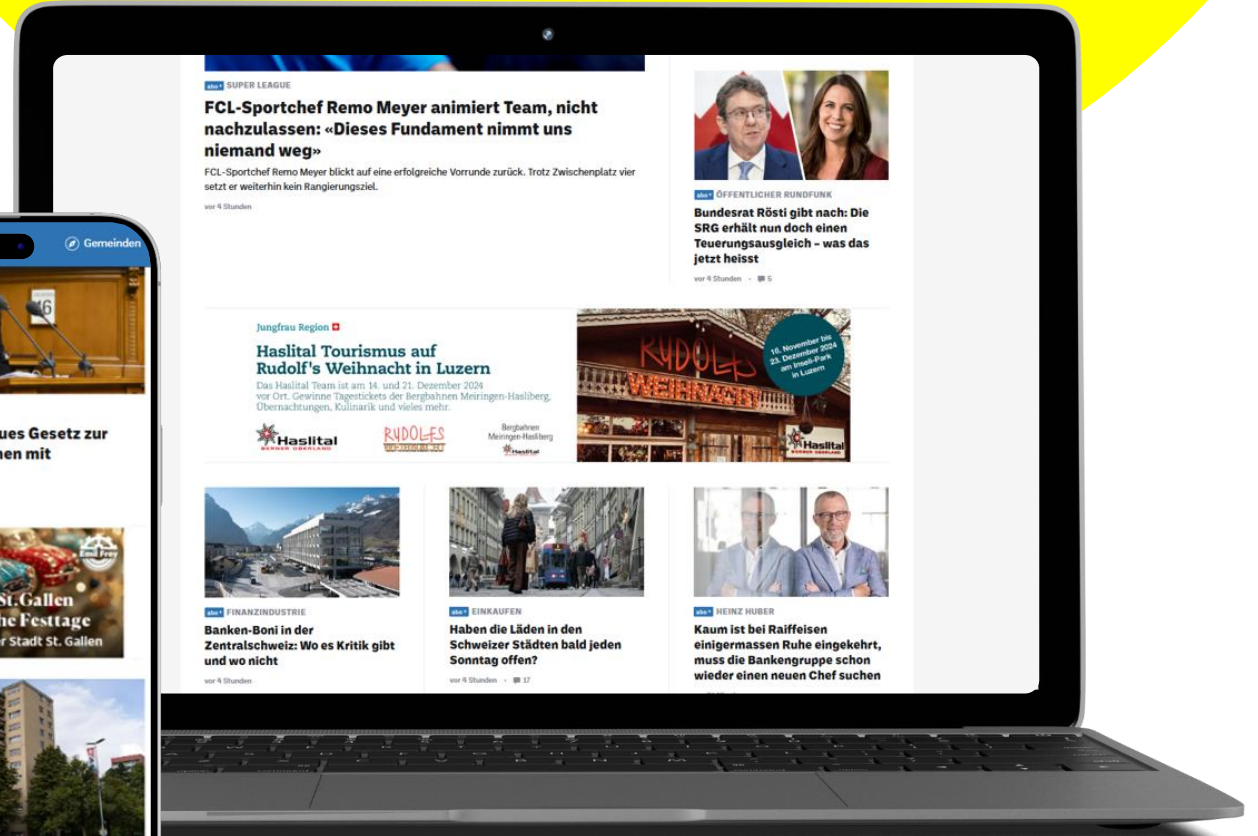 abo+ SUPER LEAGUE
FCL-Sportchef Remo Meyer animiert Team, nicht
nachzulassen: «Dieses Fundament nimmt uns
niemand weg»
FCL-Sportchef Remo Meyer blickt auf eine erfolgreiche Vorrunde zurück. Trotz Zwischenplatz vier
setzt er weiterhin kein Rangierungsziel.
vor 4 Stunden
abo+ ÖFFENTLICHER RUNDFUNK
Bundesrat Rösti gibt nach: Die
SRG erhält nun doch einen
Teuerungsausgleich – was das
jetzt heisst
vor 4 Stunden · 5
Jungfrau Region
Haslital Tourismus auf
Rudolf's Weihnacht in Luzern
Das Haslital Team ist am 14. und 21. Dezember 2024
vor Ort. Gewinne Tagestickets der Bergbahnen Meiringen-Hasliberg,
Übernachtungen, Kulinarik und vieles mehr.
Haslital
BERNER OBERLAND
RUDOLFS
Bergbahnen
Meiringen-Hasliberg
Haslital
RUDOLFS
WEIHNACHT
16. November bis
23. Dezember 2024
am Inseli-Park
in Luzern
Haslital
BERNER OBERLAND
abo+ FINANZINDUSTRIE
Banken-Boni in der
Zentralschweiz: Wo es Kritik gibt
und wo nicht
vor 4 Stunden
abo+ EINKAUFEN
Haben die Läden in den
Schweizer Städten bald jeden
Sonntag offen?
vor 4 Stunden · 17
abo+ HEINZ HUBER
Kaum ist bei Raiffeisen
einigermassen Ruhe eingekehrt,
muss die Bankengruppe schon
wieder einen neuen Chef suchen
Gemeinden
16
ues Gesetz zur
en mit
Emil Frey
St.Gallen
he Festtage
r Stadt St. Gallen